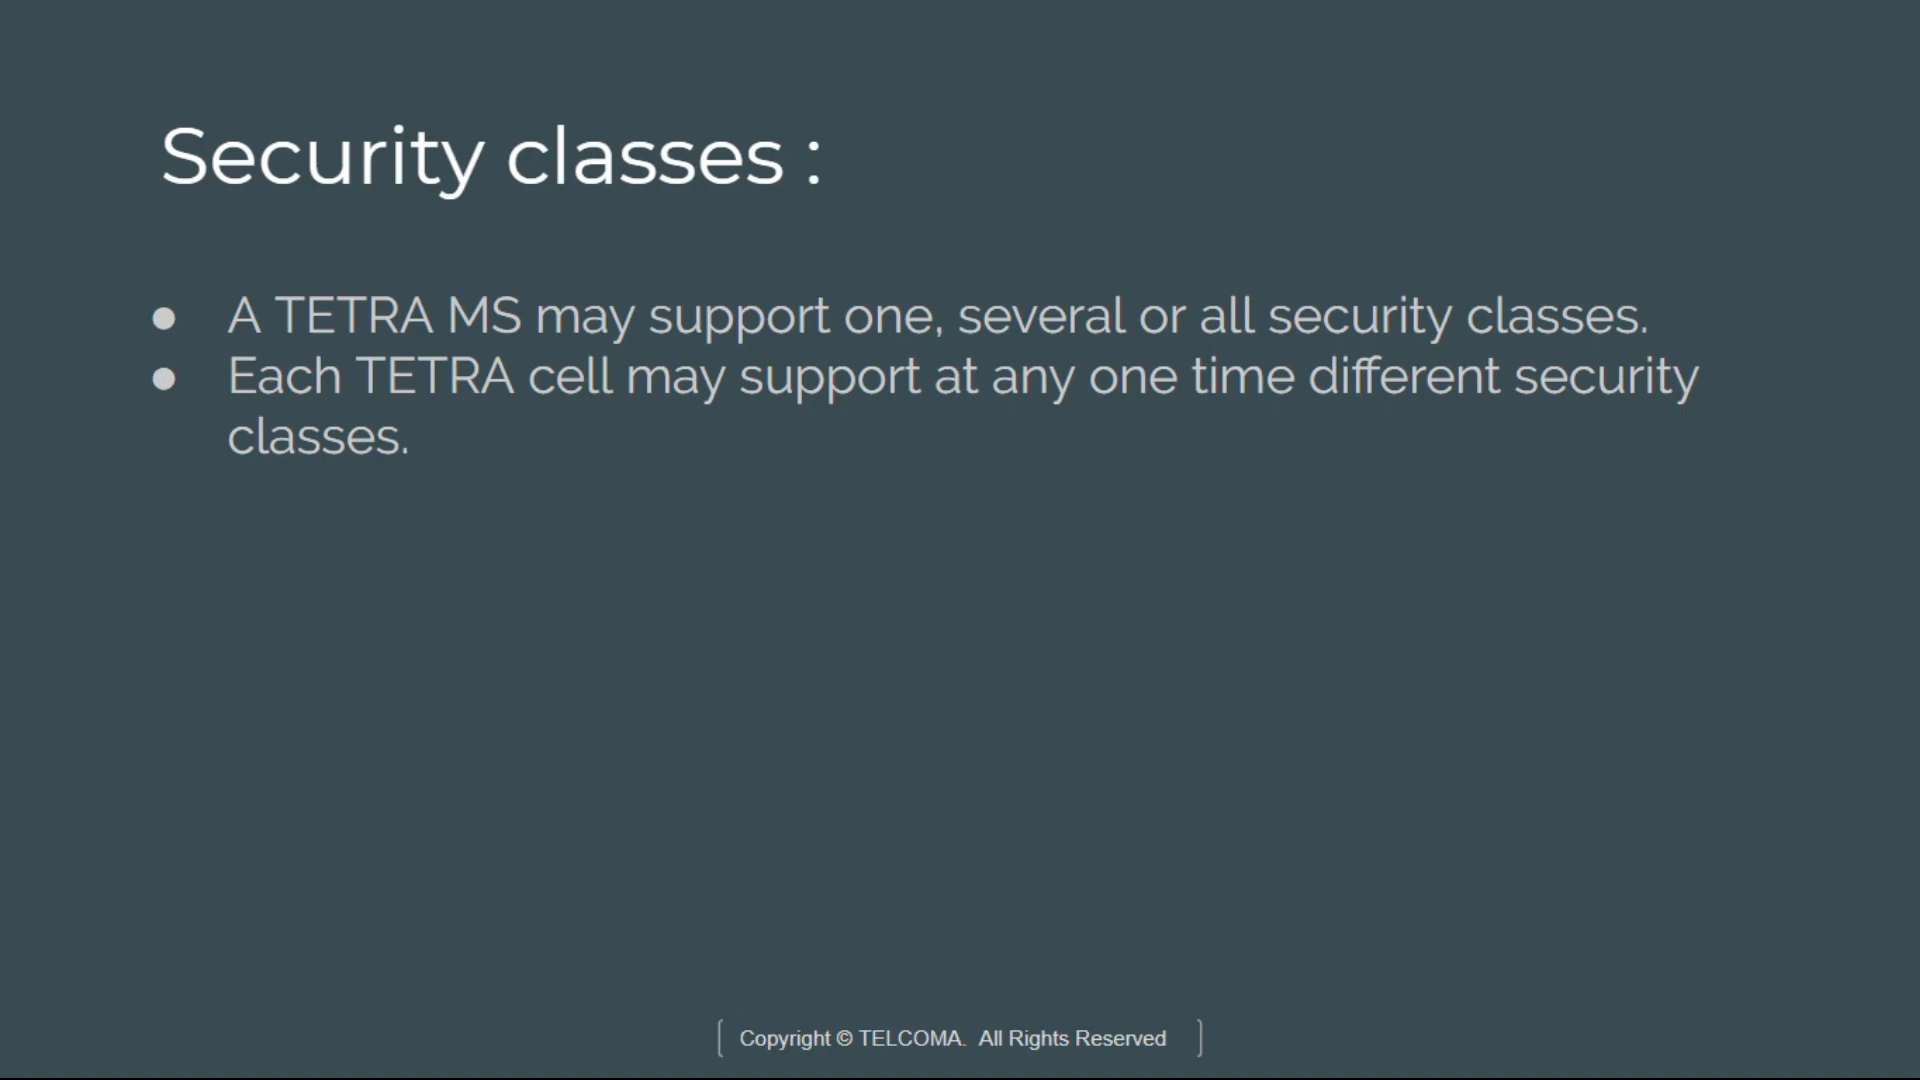 Security classes :
● A TETRA MS may support one, several or all security classes.
● Each TETRA cell may support at any one time different security
classes.
Copyright © TELCOMA. All Rights Reserved